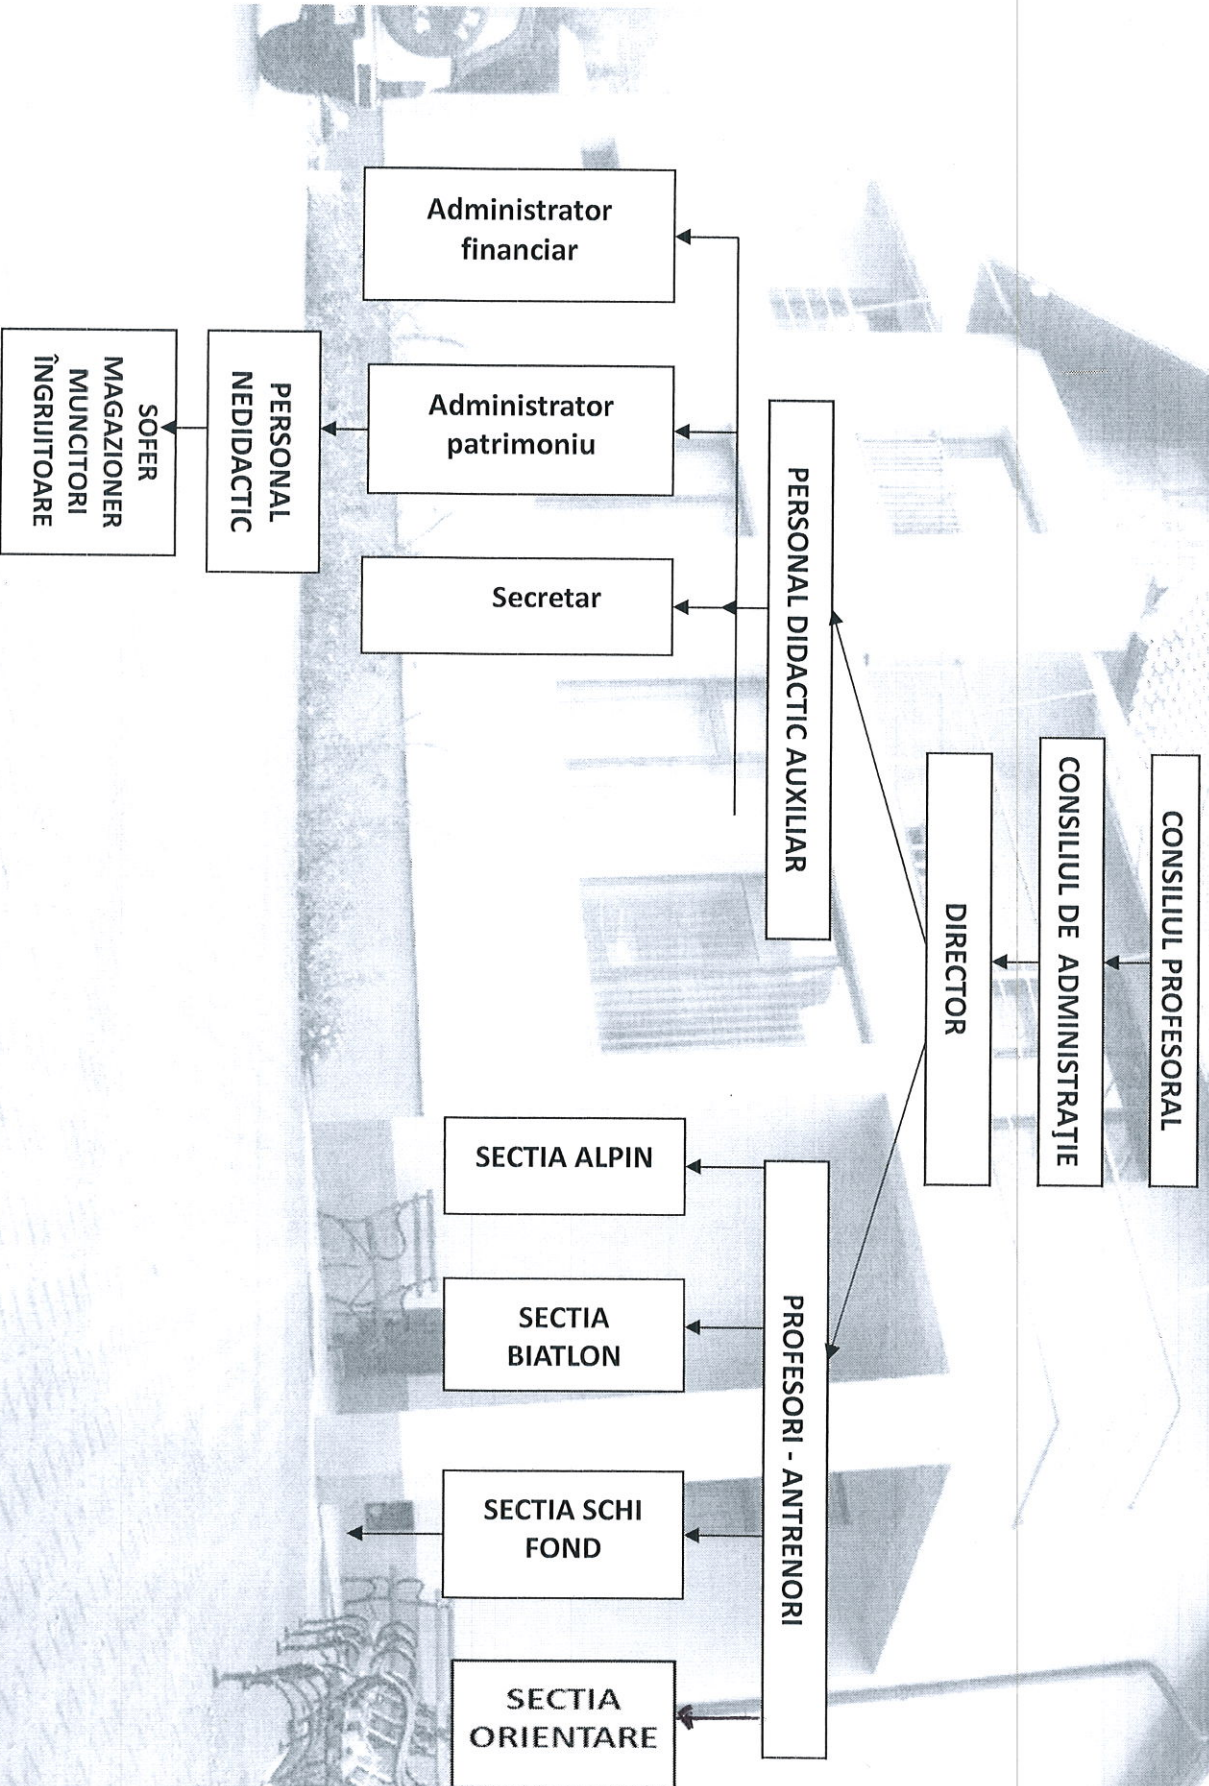 CONSILIUL PROFESORAL
CONSILIUL DE ADMINISTRAŢIE
DIRECTOR
PERSONAL DIDACTIC AUXILIAR
PROFESORI - ANTRENORI
Administrator
financiar
Administrator
patrimoniu
Secretar
SECTIA ALPIN
SECTIA
BIATLON
SECTIA SCHI
FOND
SECTIA
ORIENTARE
PERSONAL
NEDIDACTIC
SOFER
MAGAZIONER
MUNCITORI
ÎNGRIJITOARE